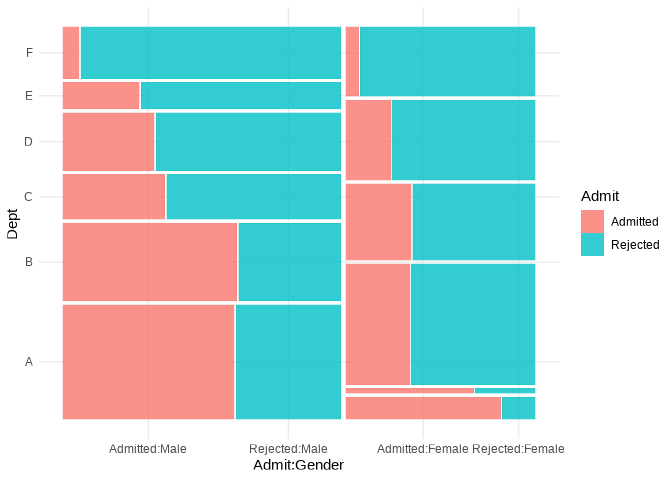 F
E
D
C
B
A
Dept
Admitted:Male
Rejected:Male
Admitted:Female
Rejected:Female
Admit:Gender
Admit
Admitted
Rejected